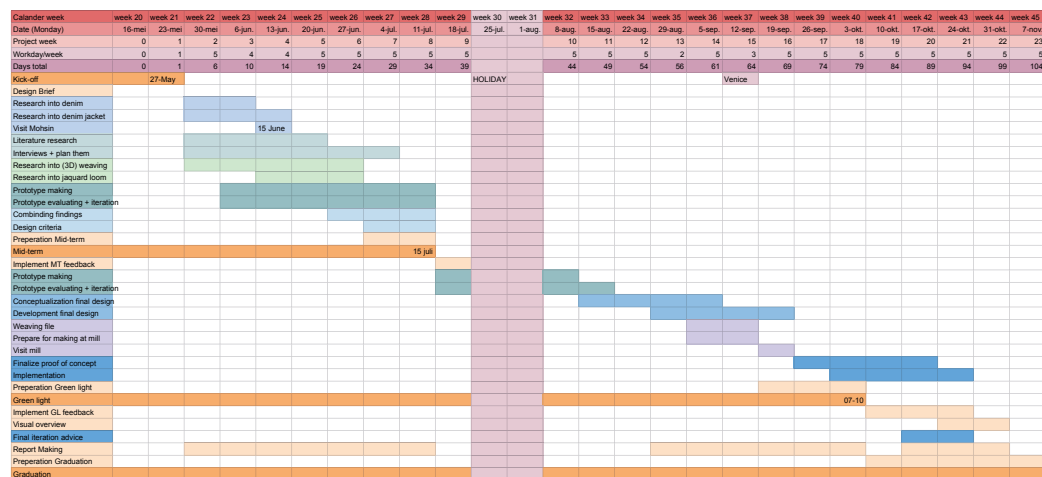 Calander week week 20 week 21 week 22 week 23 week 24 week 25 week 26 week 27 week 28 week 29 week 30 week 31 week 32 week 33 week 34 week 35 week 36 week 37 week 38 week 39 week 40 week 41 week 42 week 43 week 44 week 45
Date (Monday) 16-mei 23-mei 30-mei 6-jun. 13-jun. 20-jun. 27-jun. 4-jul. 11-jul. 18-jul. 25-jul. 1-aug. 8-aug. 15-aug. 22-aug. 29-aug. 5-sep. 12-sep. 19-sep. 26-sep. 3-okt. 10-okt. 17-okt. 24-okt. 31-okt. 7-nov
Project week 0 1 2 3 4 5 6 7 8 9 10 11 12 13 14 15 16 17 18 19 20 21 22 23
Workday/week 0 1 5 4 4 5 5 5 5 5 5 5 5 2 5 3 5 5 5 5 5 5 5 5
Days total 0 1 6 10 14 19 24 29 34 39 44 49 54 56 61 64 69 74 79 84 89 94 99 104
Kick-off 27-May HOLIDAY Venice
Design Brief
Research into denim
Research into denim jacket
Visit Mohsin 15 June
Literature research
Interviews + plan them
Research into (3D) weaving
Research into jaquard loom
Prototype making
Prototype evaluating + iteration
Combinding findings
Design criteria
Preperation Mid-term
Mid-term 15 juli
Implement MT feedback
Prototype making
Prototype evaluating + iteration
Conceptualization final design
Development final design
Weaving file
Prepare for making at mill
Visit mill
Finalize proof of concept
Implementation
Preperation Green light
Green light 07-10
Implement GL feedback
Visual overview
Final iteration advice
Report Making
Preperation Graduation
Graduation